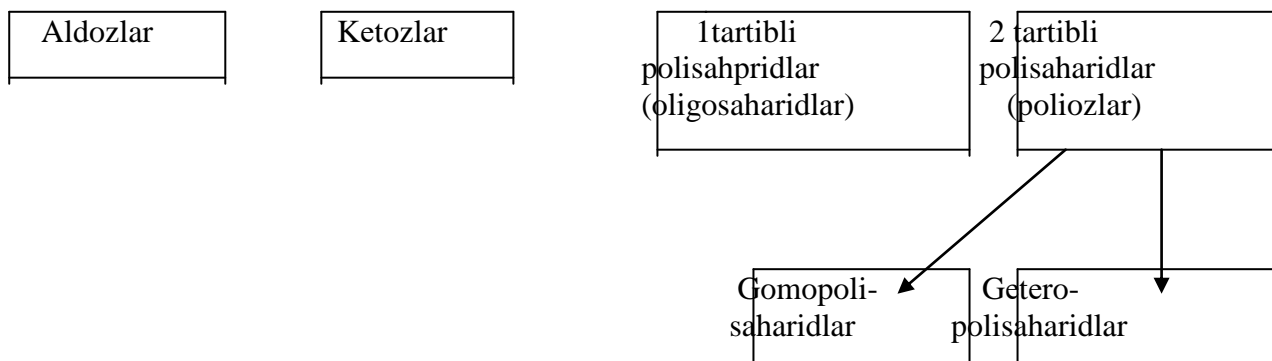 Aldozlar
Ketozlar
1tartibli
polisahpridlar
(oligosaharidlar)
2 tartibli
polisaharidlar
(poliozlar)
Gomopoli-
saharidlar
Getero-
polisaharidlar